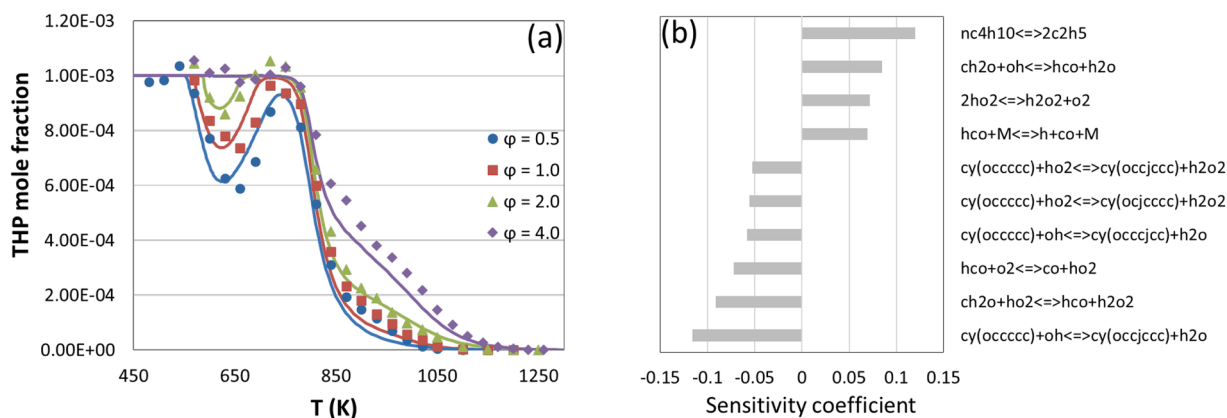 (a)
THP mole fraction
1.20E-03
1.00E-03
8.00E-04
6.00E-04
4.00E-04
2.00E-04
0.00E+00
φ = 0.5
φ = 1.0
φ = 2.0
φ = 4.0
450 650 850 1050 1250
T (K)
(b)
nc4h10<=>2c2h5
ch2o+oh<=>hco+h2o
2ho2<=>h2o2+o2
hco+M<=>h+co+M
cy(occccc)+ho2<=>cy(occjccc)+h2o2
cy(occccc)+ho2<=>cy(ocjcccc)+h2o2
cy(occccc)+oh<=>cy(occcjcc)+h2o
hco+o2<=>co+ho2
ch2o+ho2<=>hco+h2o2
cy(occccc)+oh<=>cy(occjccc)+h2o
-0.15 -0.1 -0.05 0 0.05 0.1 0.15
Sensitivity coefficient